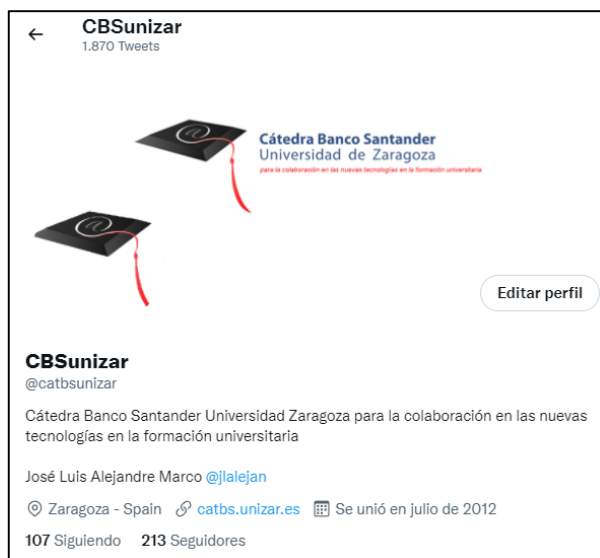 CBSunizar
1.870 Tweets
@
Cátedra Banco Santander
Universidad de Zaragoza
para la colaboración en las nuevas tecnologías en la formación universitaria
@
Editar perfil
CBSunizar
@catbsunizar
Cátedra Banco Santander Universidad Zaragoza para la colaboración en las nuevas
tecnologías en la formación universitaria
José Luis Alejandre Marco @jlalejan
Zaragoza - Spain catbs.unizar.es Se unió en julio de 2012
107 Siguiendo 213 Seguidores